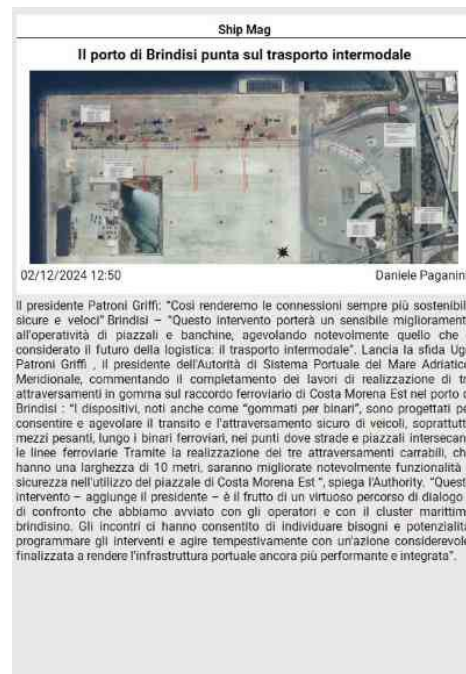 Ship Mag
Il porto di Brindisi punta sul trasporto intermodale
02/12/2024 12:50
Daniele Paganin
Il presidente Patroni Griffi: "Così renderemo le connessioni sempre più sostenibil
sicure e veloci" Brindisi – "Questo intervento porterà un sensibile migliorament
all'operatività di piazzali e banchine, agevolando notevolmente quello che
considerato il futuro della logistica: il trasporto intermodale". Lancia la sfida Ug
Patroni Griffi , il presidente dell'Autorità di Sistema Portuale del Mare Adriatic
Meridionale, commentando il completamento dei lavori di realizzazione di tr
attraversamenti in gomma sul raccordo ferroviario di Costa Morena Est nel porto d
Brindisi : "I dispositivi, noti anche come "gommati per binari", sono progettati pe
consentire e agevolare il transito e l'attraversamento sicuro di veicoli, soprattutt
mezzi pesanti, lungo i binari ferroviari, nei punti dove strade e piazzali intersecan
le linee ferroviarie Tramite la realizzazione dei tre attraversamenti carrabili, ch
hanno una larghezza di 10 metri, saranno migliorate notevolmente funzionalità
sicurezza nell'utilizzo del piazzale di Costa Morena Est ", spiega l'Authority. "Quest
intervento – aggiunge il presidente – è il frutto di un virtuoso percorso di dialogo
di confronto che abbiamo avviato con gli operatori e con il cluster marittim
brindisino. Gli incontri ci hanno consentito di individuare bisogni e potenzialità
programmare gli interventi e agire tempestivamente con un'azione considerevole
finalizzata a rendere l'infrastruttura portuale ancora più performante e integrata".